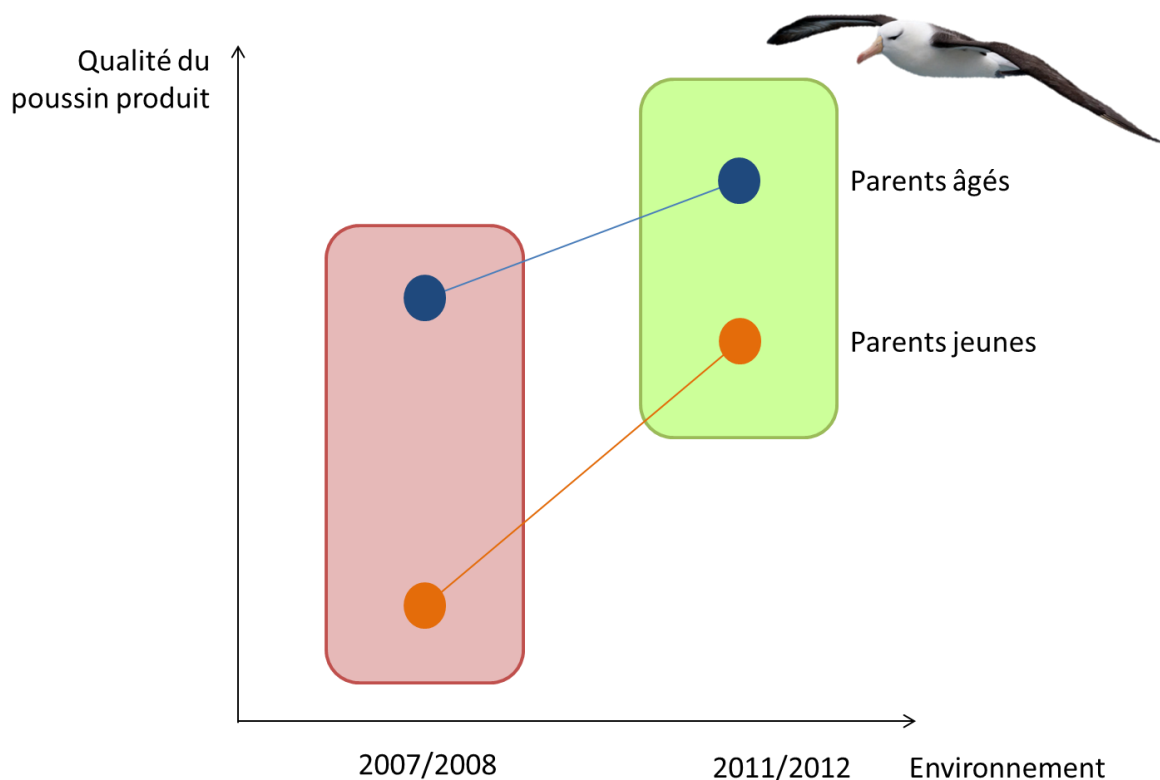 Qualité du
poussin produit
Parents âgés
Parents jeunes
2007/2008
2011/2012
Environnement